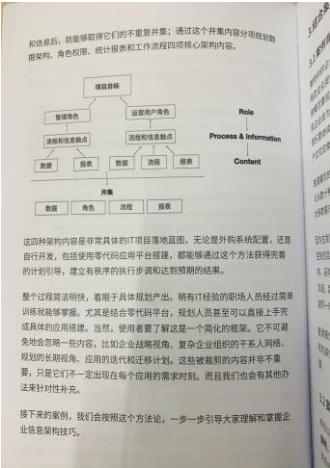 和信息后，就能够取得它们的不重复并集；通过这个并集内容分项规划数
据架构、角色权限、统计报表和工作流程四项核心架构内容。
项目目标
管理角色
运营用户角色
Role
流程和信息触点
流程和信息触点
Process & Information
数据
报表
数据
流程
报表
Content
并集
数据
角色
流程
报表
这四种架构内容是非常具体的IT项目落地蓝图，无论是外购系统配置，还是
自行开发，包括使用零代码应用平台搭建，都能够通过这个方法获得完善
的计划引导，建立有序的执行步调和达到预期的结果。
整个过程简洁明快，着眼于具体规划产出。稍有IT经验的职场人员经过简单
训练就能够掌握。尤其是结合零代码平台，规划人员甚至可以直接上手完
成具体的应用搭建。当然，使用者要了解这是一个简化的框架。它不可避
免地会忽略一些内容，比如企业战略视野、复杂企业组织的干系人网络、
规划的长期视角、应用的迭代和迁移计划。这些被裁剪的内容并非不重
要，只是它们不一定出现在每个应用的需求时刻。而且我们也会有其他办
法来针对性补充。
接下来的案例，我们会按照这个方法论，一步一步引导大家理解和掌握企
业信息架构技巧。